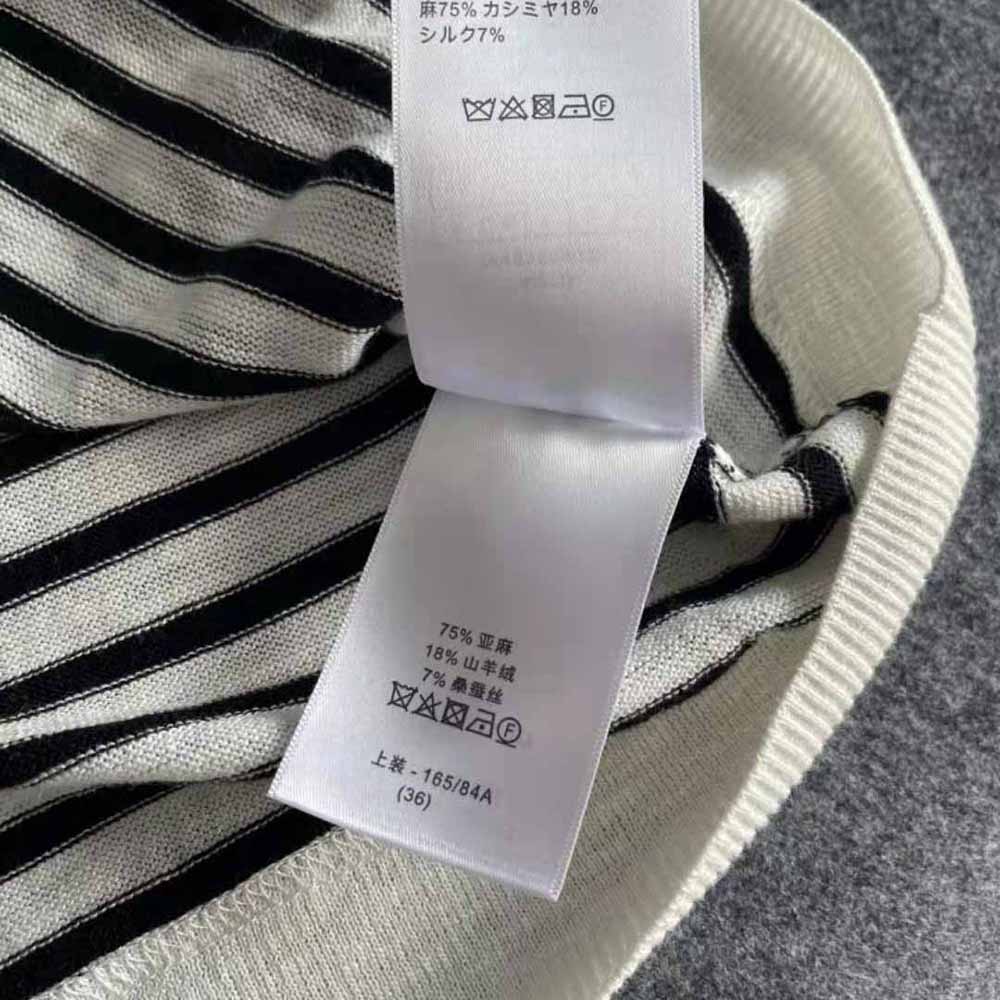 麻75% カシミヤ18%
シルク7%
F
75% 亚麻
18% 山羊绒
7% 桑蚕丝
F
上装 - 165/84A
(36)